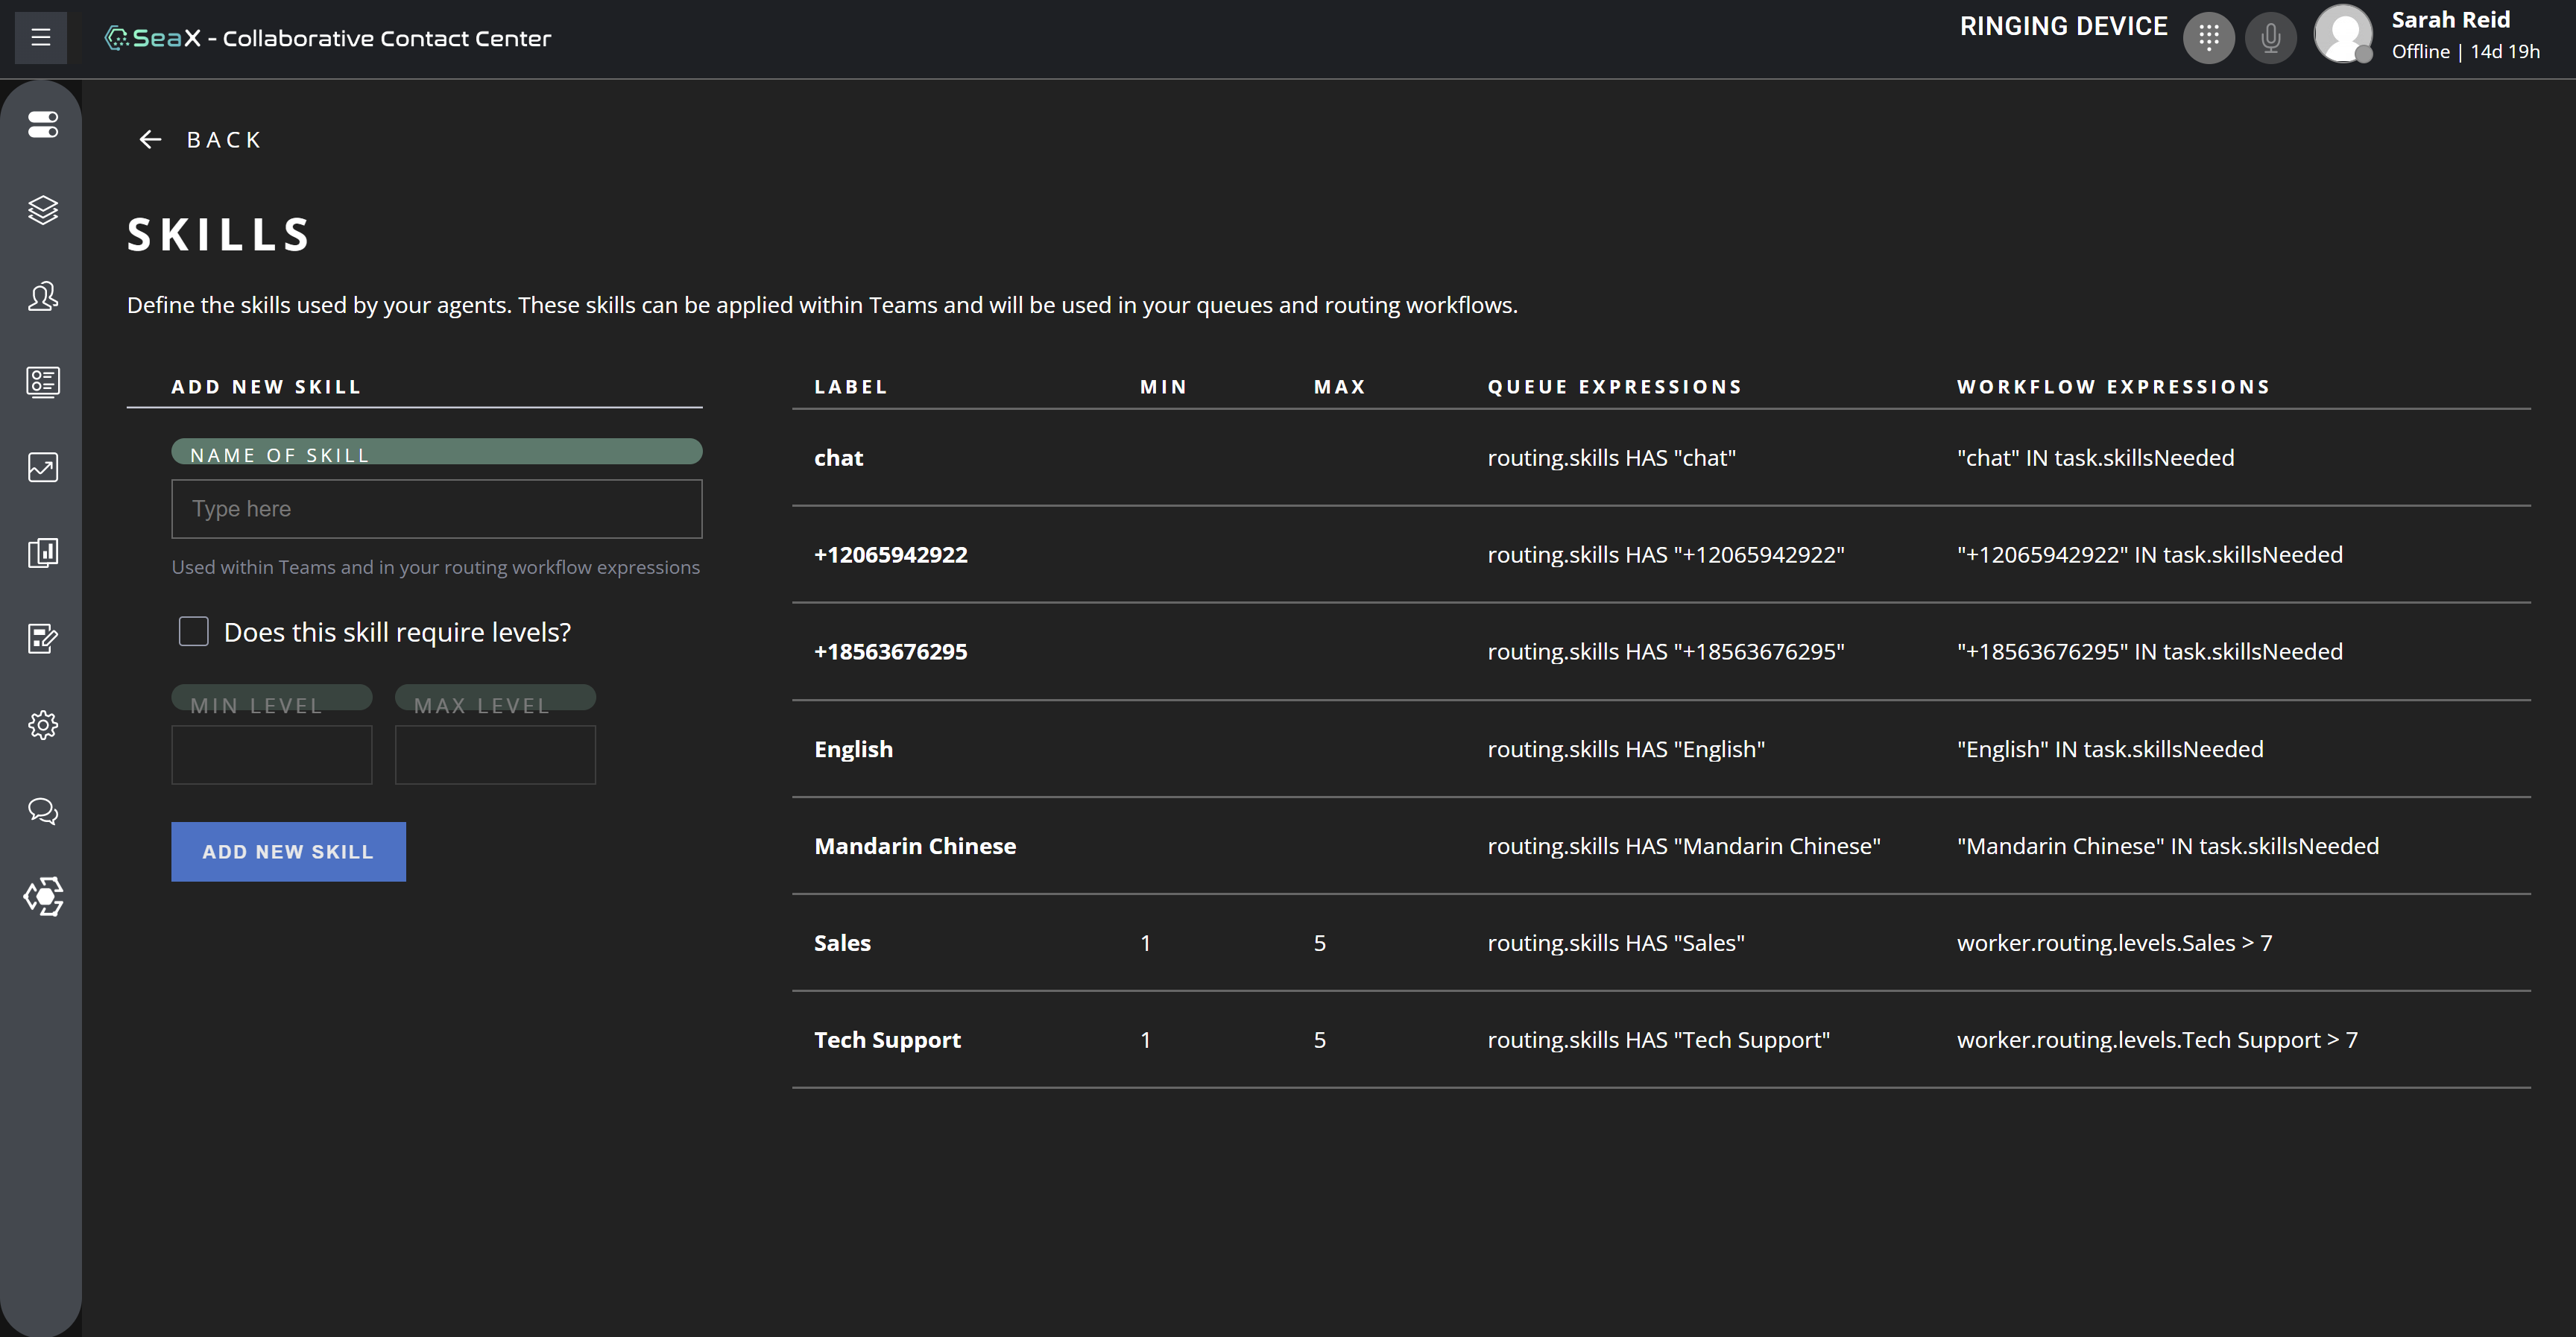 SeaX - Collaborative Contact Center
RINGING DEVICE
Sarah Reid
Offline | 14d 19h
BACK
SKILLS
Define the skills used by your agents. These skills can be applied within Teams and will be used in your queues and routing workflows.
ADD NEW SKILL
NAME OF SKILL
Type here
Used within Teams and in your routing workflow expressions
Does this skill require levels?
MIN LEVEL MAX LEVEL
ADD NEW SKILL
LABEL MIN MAX QUEUE EXPRESSIONS WORKFLOW EXPRESSIONS
chat routing.skills HAS "chat" "chat" IN task.skillsNeeded
+12065942922 routing.skills HAS "+12065942922" "+12065942922" IN task.skillsNeeded
+18563676295 routing.skills HAS "+18563676295" "+18563676295" IN task.skillsNeeded
English routing.skills HAS "English" "English" IN task.skillsNeeded
Mandarin Chinese routing.skills HAS "Mandarin Chinese" "Mandarin Chinese" IN task.skillsNeeded
Sales 1 5 routing.skills HAS "Sales" worker.routing.levels.Sales > 7
Tech Support 1 5 routing.skills HAS "Tech Support" worker.routing.levels.Tech Support > 7